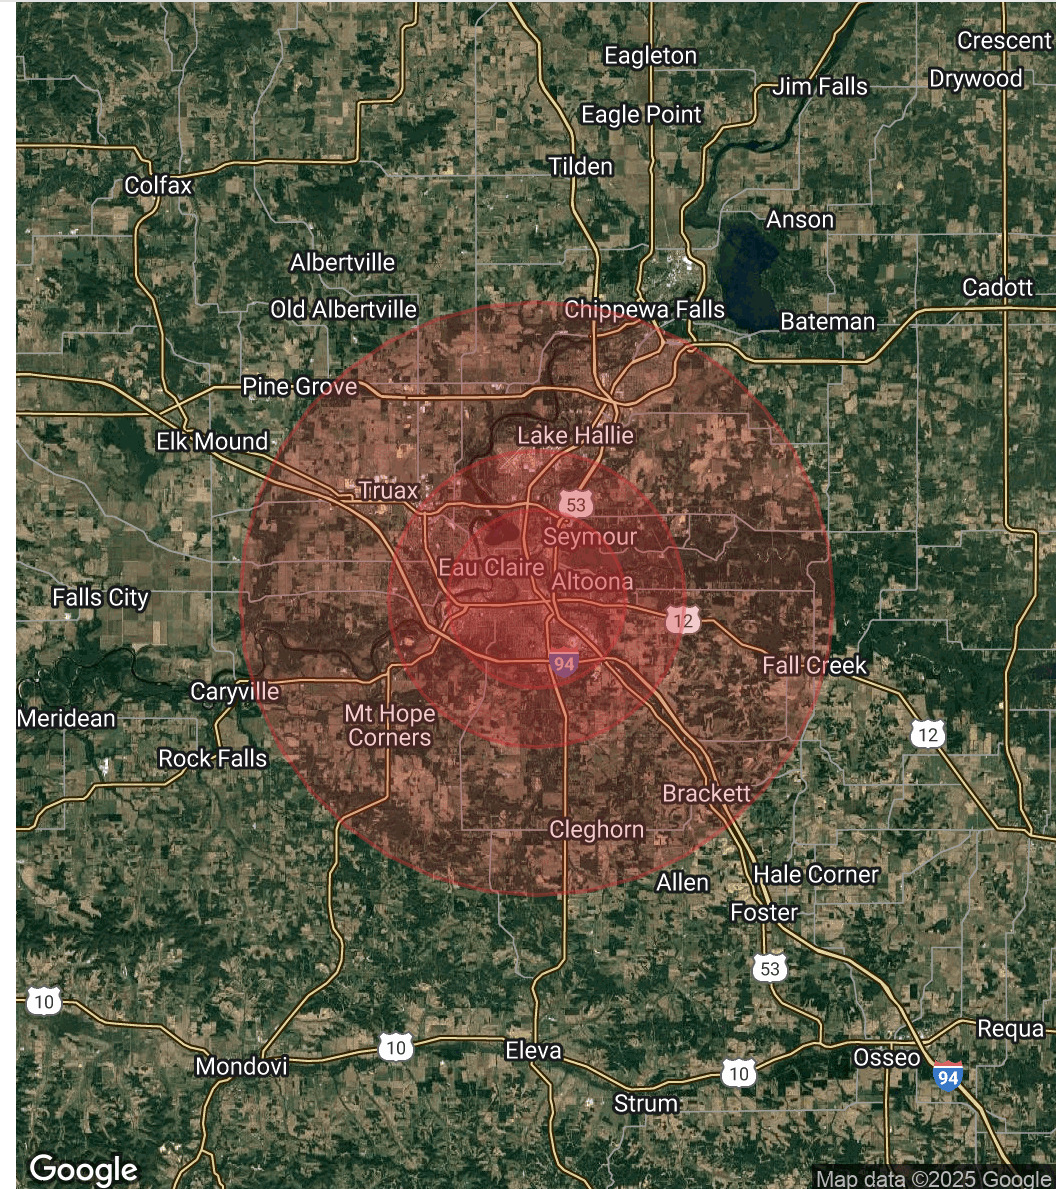 Crescent
Eagleton
Drywood
Jim Falls
Eagle Point
Tilden
Colfax
Anson
Albertville
Cadott
Old Albertville
Chippewa Falls
Bateman
Pine Grove
Lake Hallie
Elk Mound
Truax
53
Seymour
Eau Claire
Altoona
Falls City
12
94
Fall Creek
Caryville
Meridean
Mt Hope
Corners
12
Rock Falls
Brackett
Cleghorn
Allen
Hale Corner
Foster
53
10
Requa
10
Eleva
Osseo
Mondovi
10
94
Strum
Google
Map data ©2025 Google